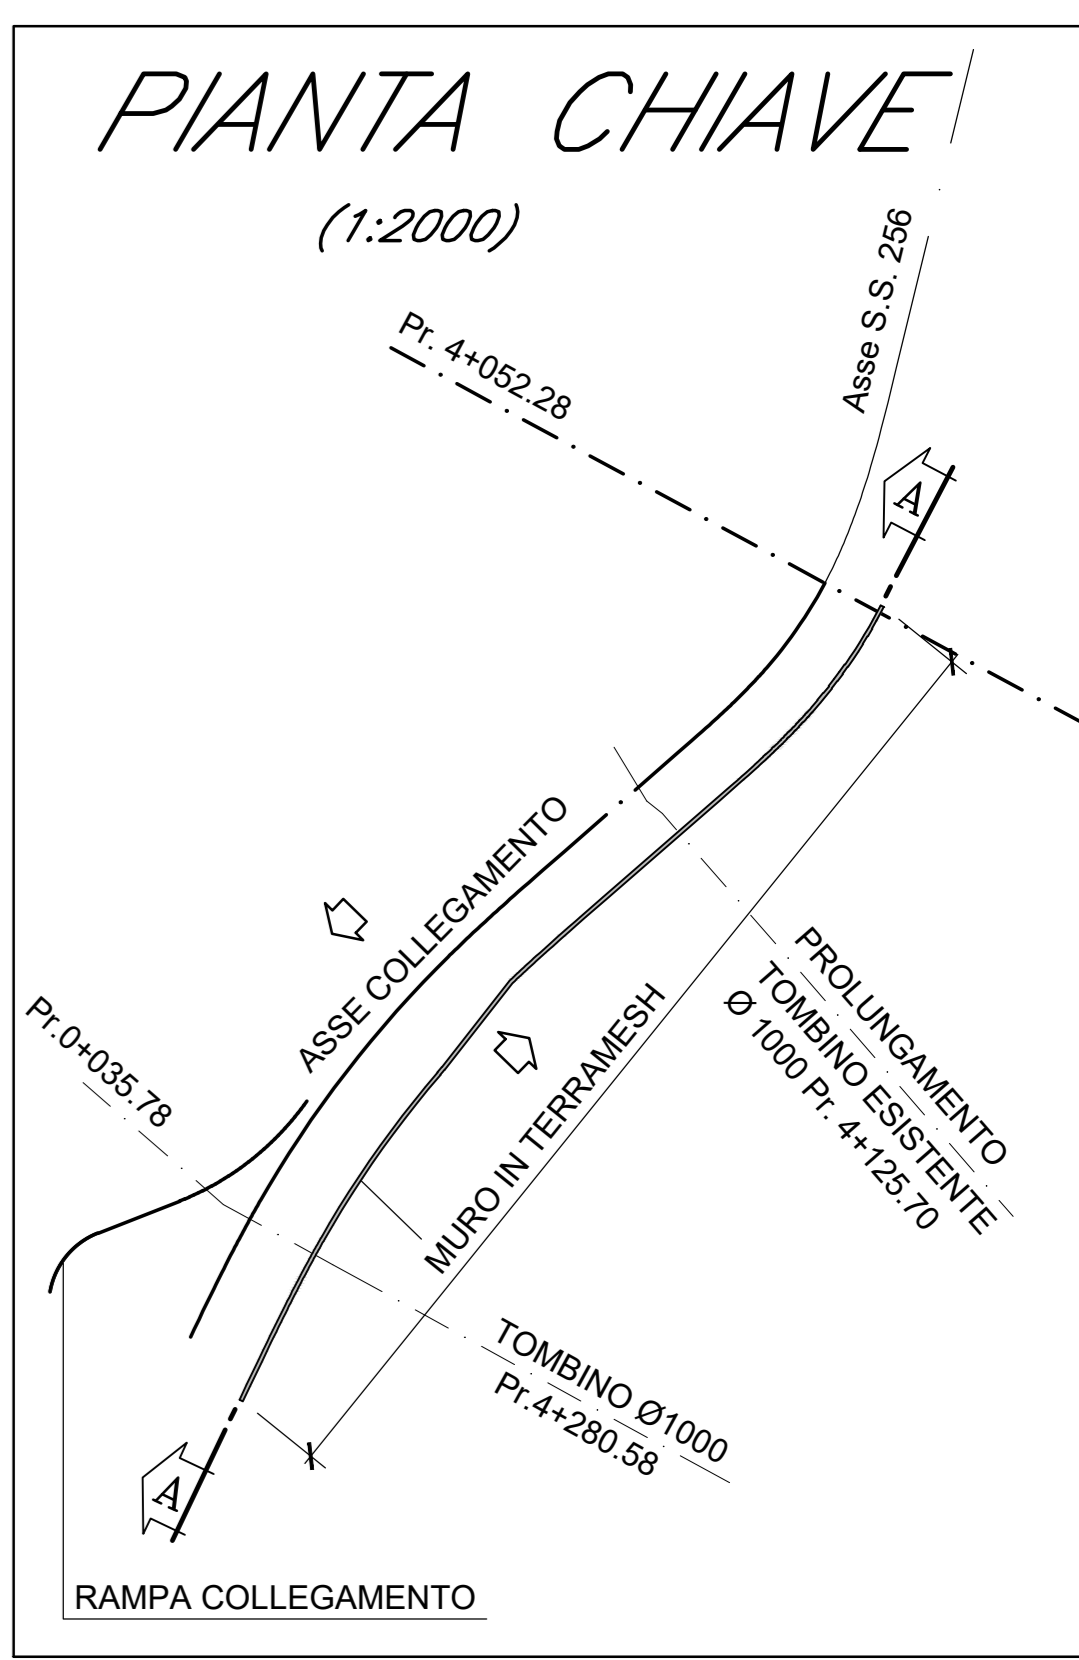 PIANTA CHIAVE
(1:2000)
Asse S.S. 256
Pr. 4+052.28
A
ASSE COLLEGAMENTO
Pr.0+035.78
MURO IN TERRAMESH
PROLUNGAMENTO
TOMBINO ESISTENTE
Ø 1000 Pr. 4+125.70
TOMBINO Ø1000
Pr.4+280.58
A
RAMPA COLLEGAMENTO